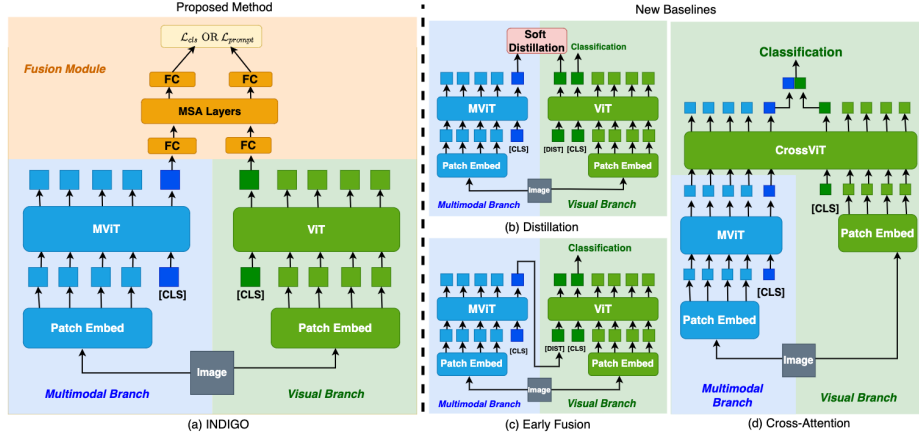 Proposed Method
ℒcls OR ℒprompt
Fusion Module
FC
FC
MSA Layers
FC
FC
MViT
ViT
[CLS]
[CLS]
Patch Embed
Patch Embed
Image
Multimodal Branch
Visual Branch
(a) INDIGO
New Baselines
Soft
Distillation
Classification
MViT
ViT
[CLS]
[DIST]
[CLS]
Patch Embed
Patch Embed
Image
Multimodal Branch
Visual Branch
(b) Distillation
Classification
MViT
ViT
[CLS]
[DIST]
[CLS]
Patch Embed
Patch Embed
Image
Multimodal Branch
Visual Branch
(c) Early Fusion
Classification
CrossViT
MViT
[CLS]
Patch Embed
[CLS]
Patch Embed
Image
Multimodal
Branch
Visual Branch
(d) Cross-Attention